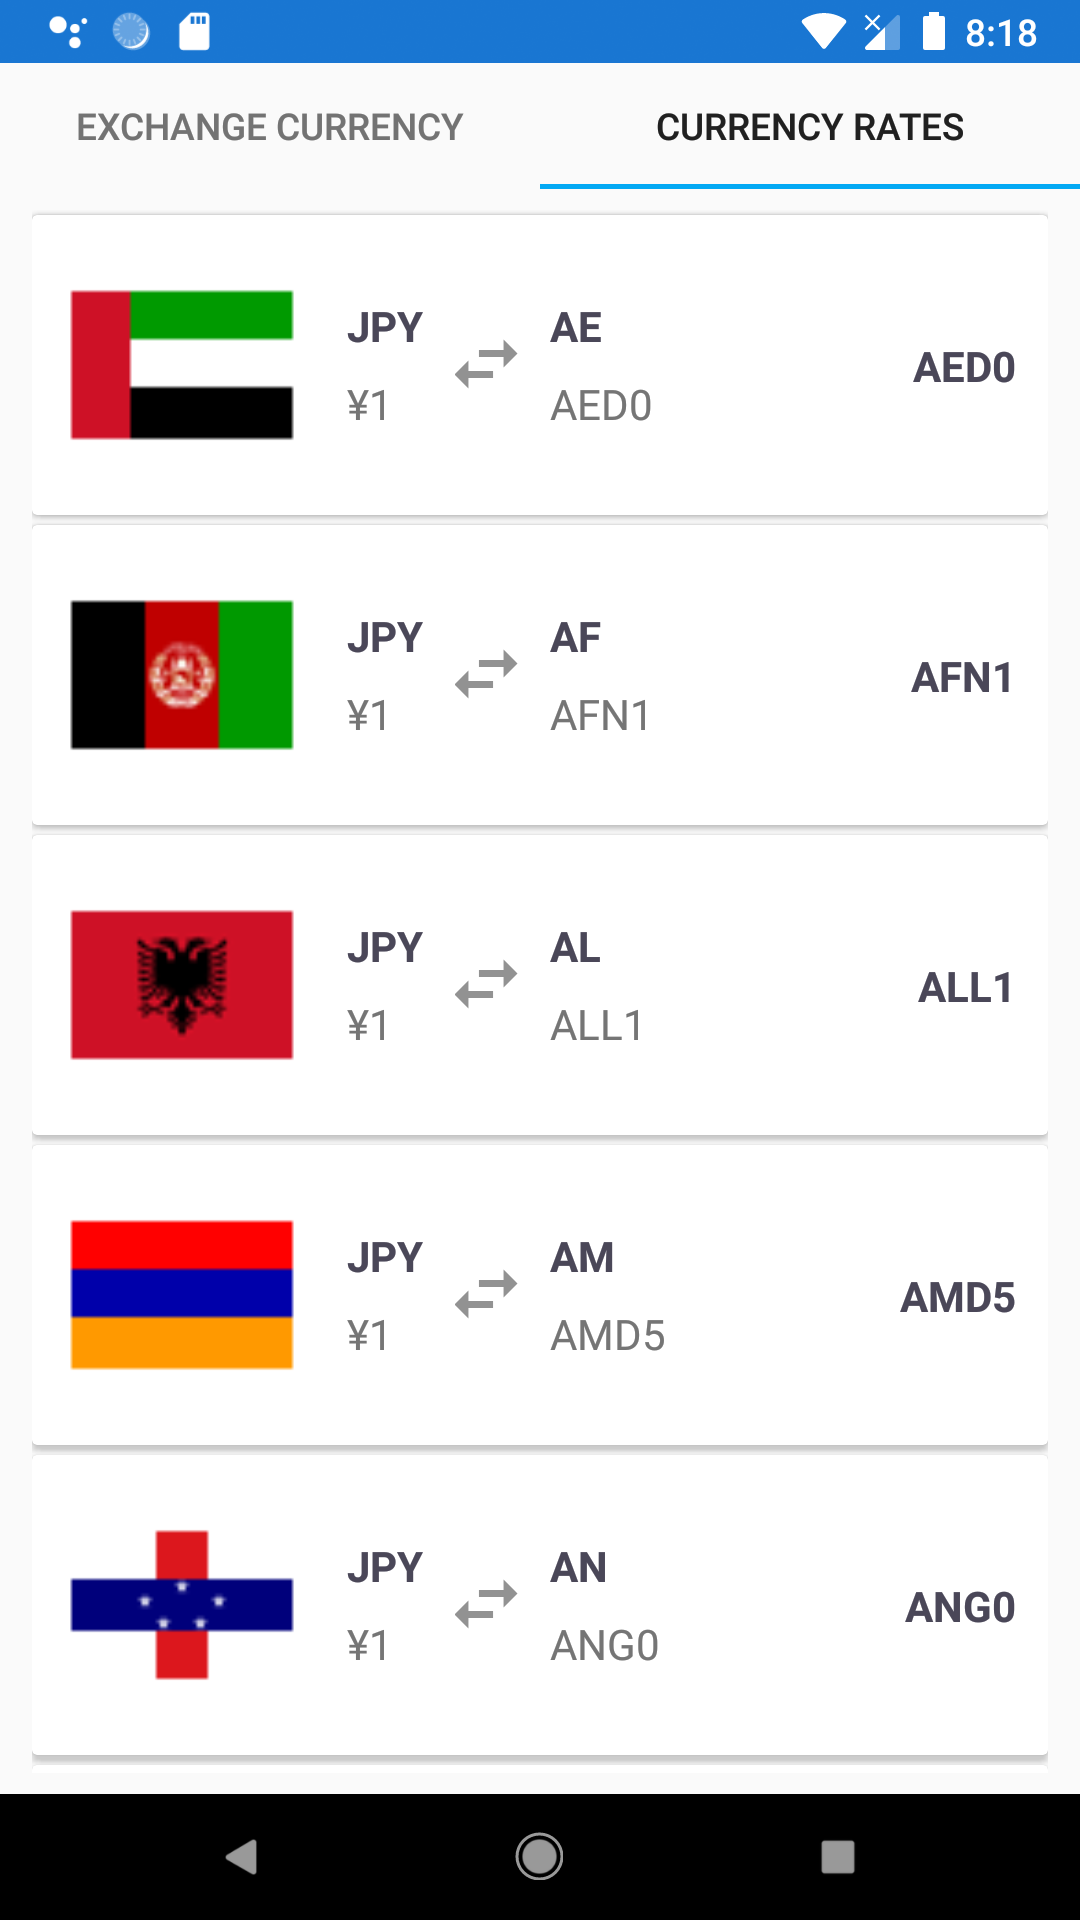 8:18
EXCHANGE CURRENCY
CURRENCY RATES
JPY
AE
¥1
AED0
AED0
JPY
AF
¥1
AFN1
AFN1
JPY
AL
¥1
ALL1
ALL1
JPY
AM
¥1
AMD5
AMD5
JPY
AN
¥1
ANG0
ANG0